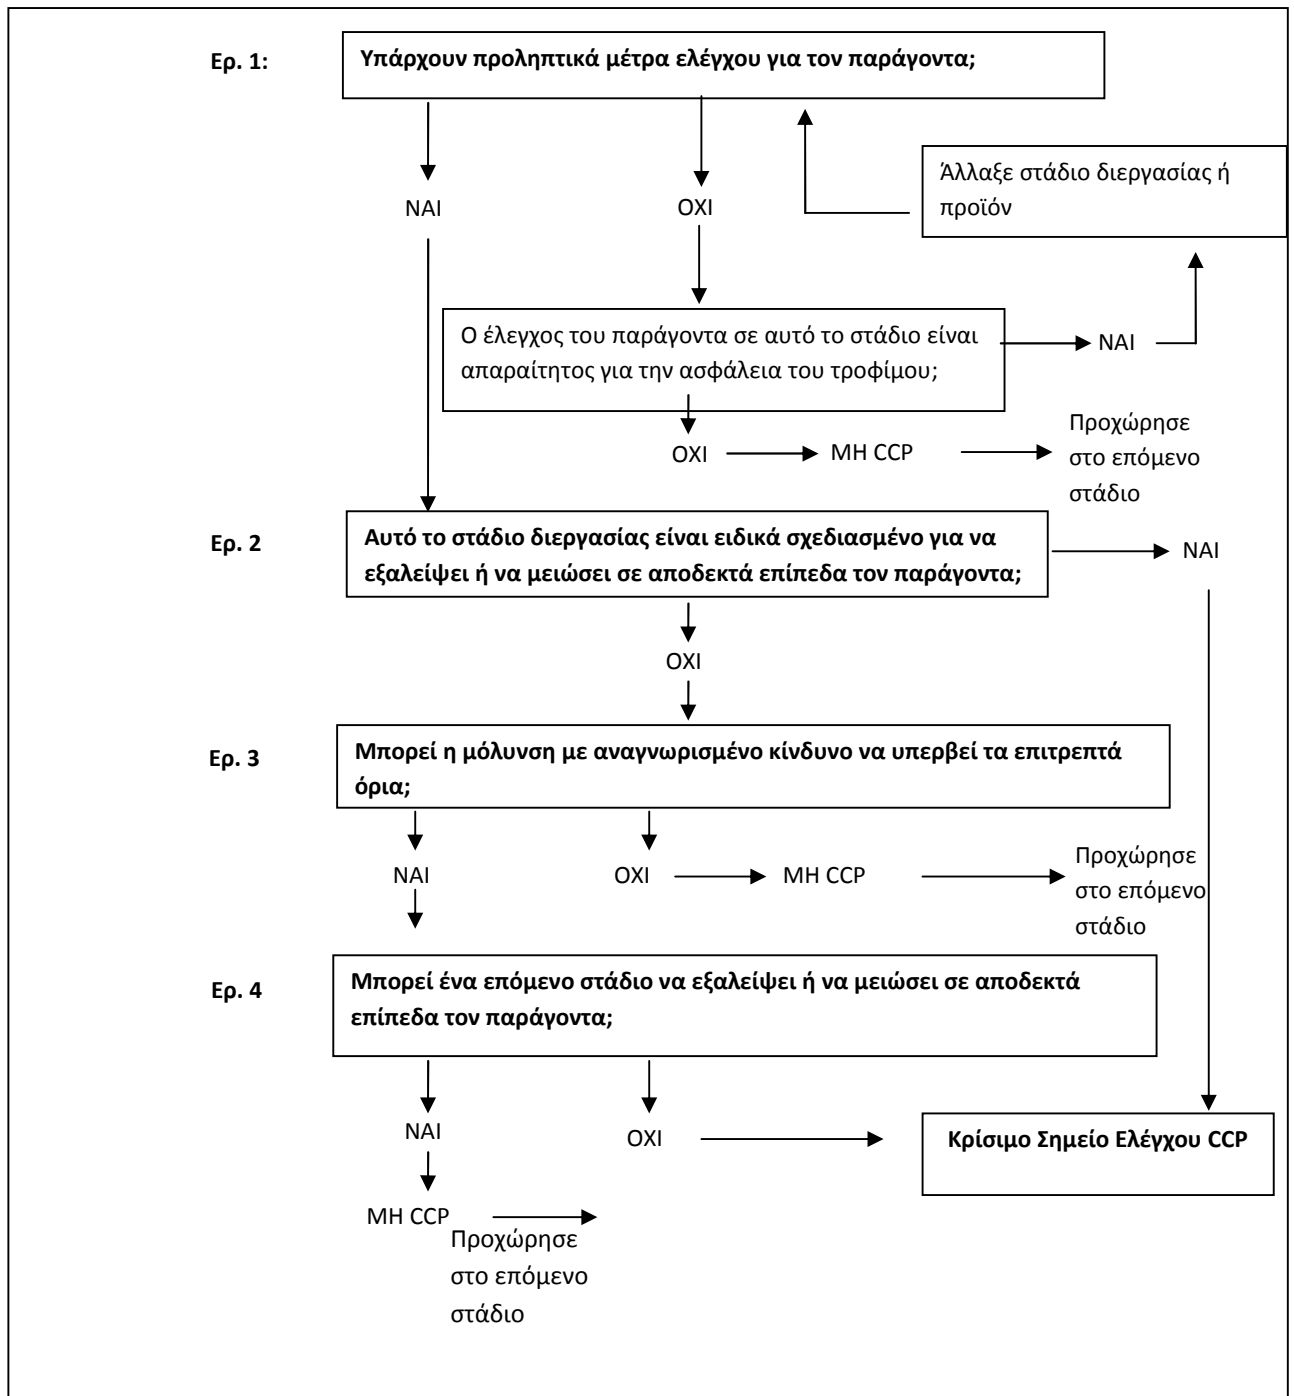 Ερ. 1:
Υπάρχουν προληπτικά μέτρα ελέγχου για τον παράγοντα;
Άλλαξε στάδιο διεργασίας ή
προϊόν
ΝΑΙ
ΟΧΙ
Ο έλεγχος του παράγοντα σε αυτό το στάδιο είναι
απαραίτητος για την ασφάλεια του τροφίμου;
ΝΑΙ
ΟΧΙ
ΜΗ CCP
Προχώρησε
στο επόμενο
στάδιο
Ερ. 2
Αυτό το στάδιο διεργασίας είναι ειδικά σχεδιασμένο για να
εξαλείψει ή να μειώσει σε αποδεκτά επίπεδα τον παράγοντα;
ΝΑΙ
ΟΧΙ
Ερ. 3
Μπορεί η μόλυνση με αναγνωρισμένο κίνδυνο να υπερβεί τα επιτρεπτά
όρια;
ΝΑΙ
ΟΧΙ
ΜΗ CCP
Προχώρησε
στο επόμενο
στάδιο
Ερ. 4
Μπορεί ένα επόμενο στάδιο να εξαλείψει ή να μειώσει σε αποδεκτά
επίπεδα τον παράγοντα;
ΝΑΙ
ΟΧΙ
Κρίσιμο Σημείο Ελέγχου CCP
ΜΗ CCP
Προχώρησε
στο επόμενο
στάδιο